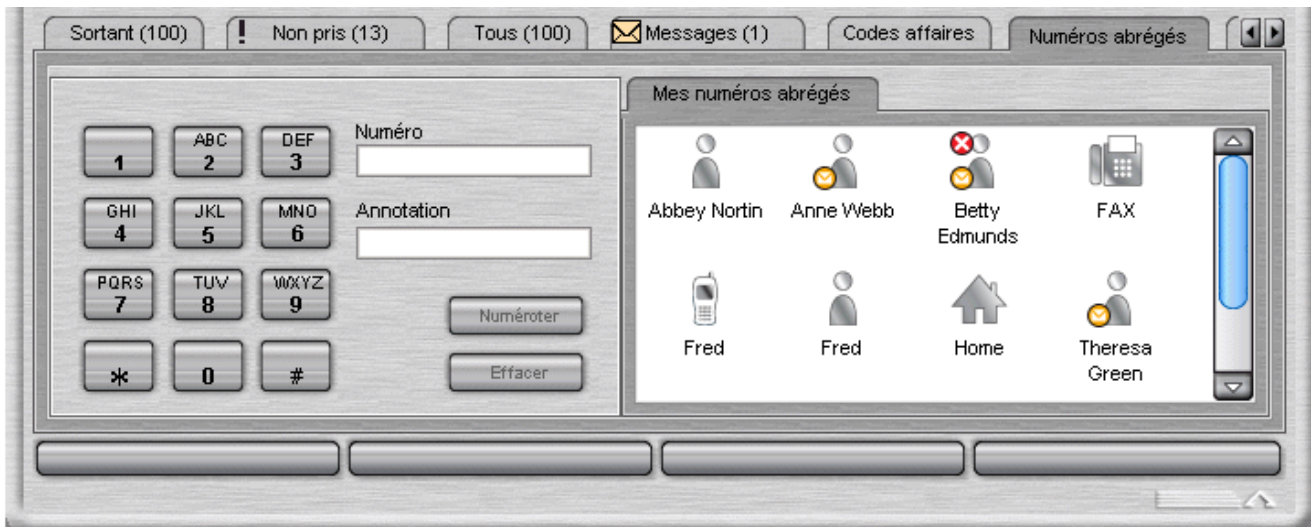 Sortant (100)
! Non pris (13)
Tous (100)
Messages (1)
Codes affaires
Numéros abrégés
Mes numéros abrégés
1
ABC
2
DEF
3
GHI
4
JKL
5
MNO
6
PQRS
7
TUV
8
WXYZ
9
*
0
#
Numéro
Annotation
Numéroter
Effacer
Abbey Nortin
Anne Webb
Betty
Edmunds
FAX
Fred
Fred
Home
Theresa
Green